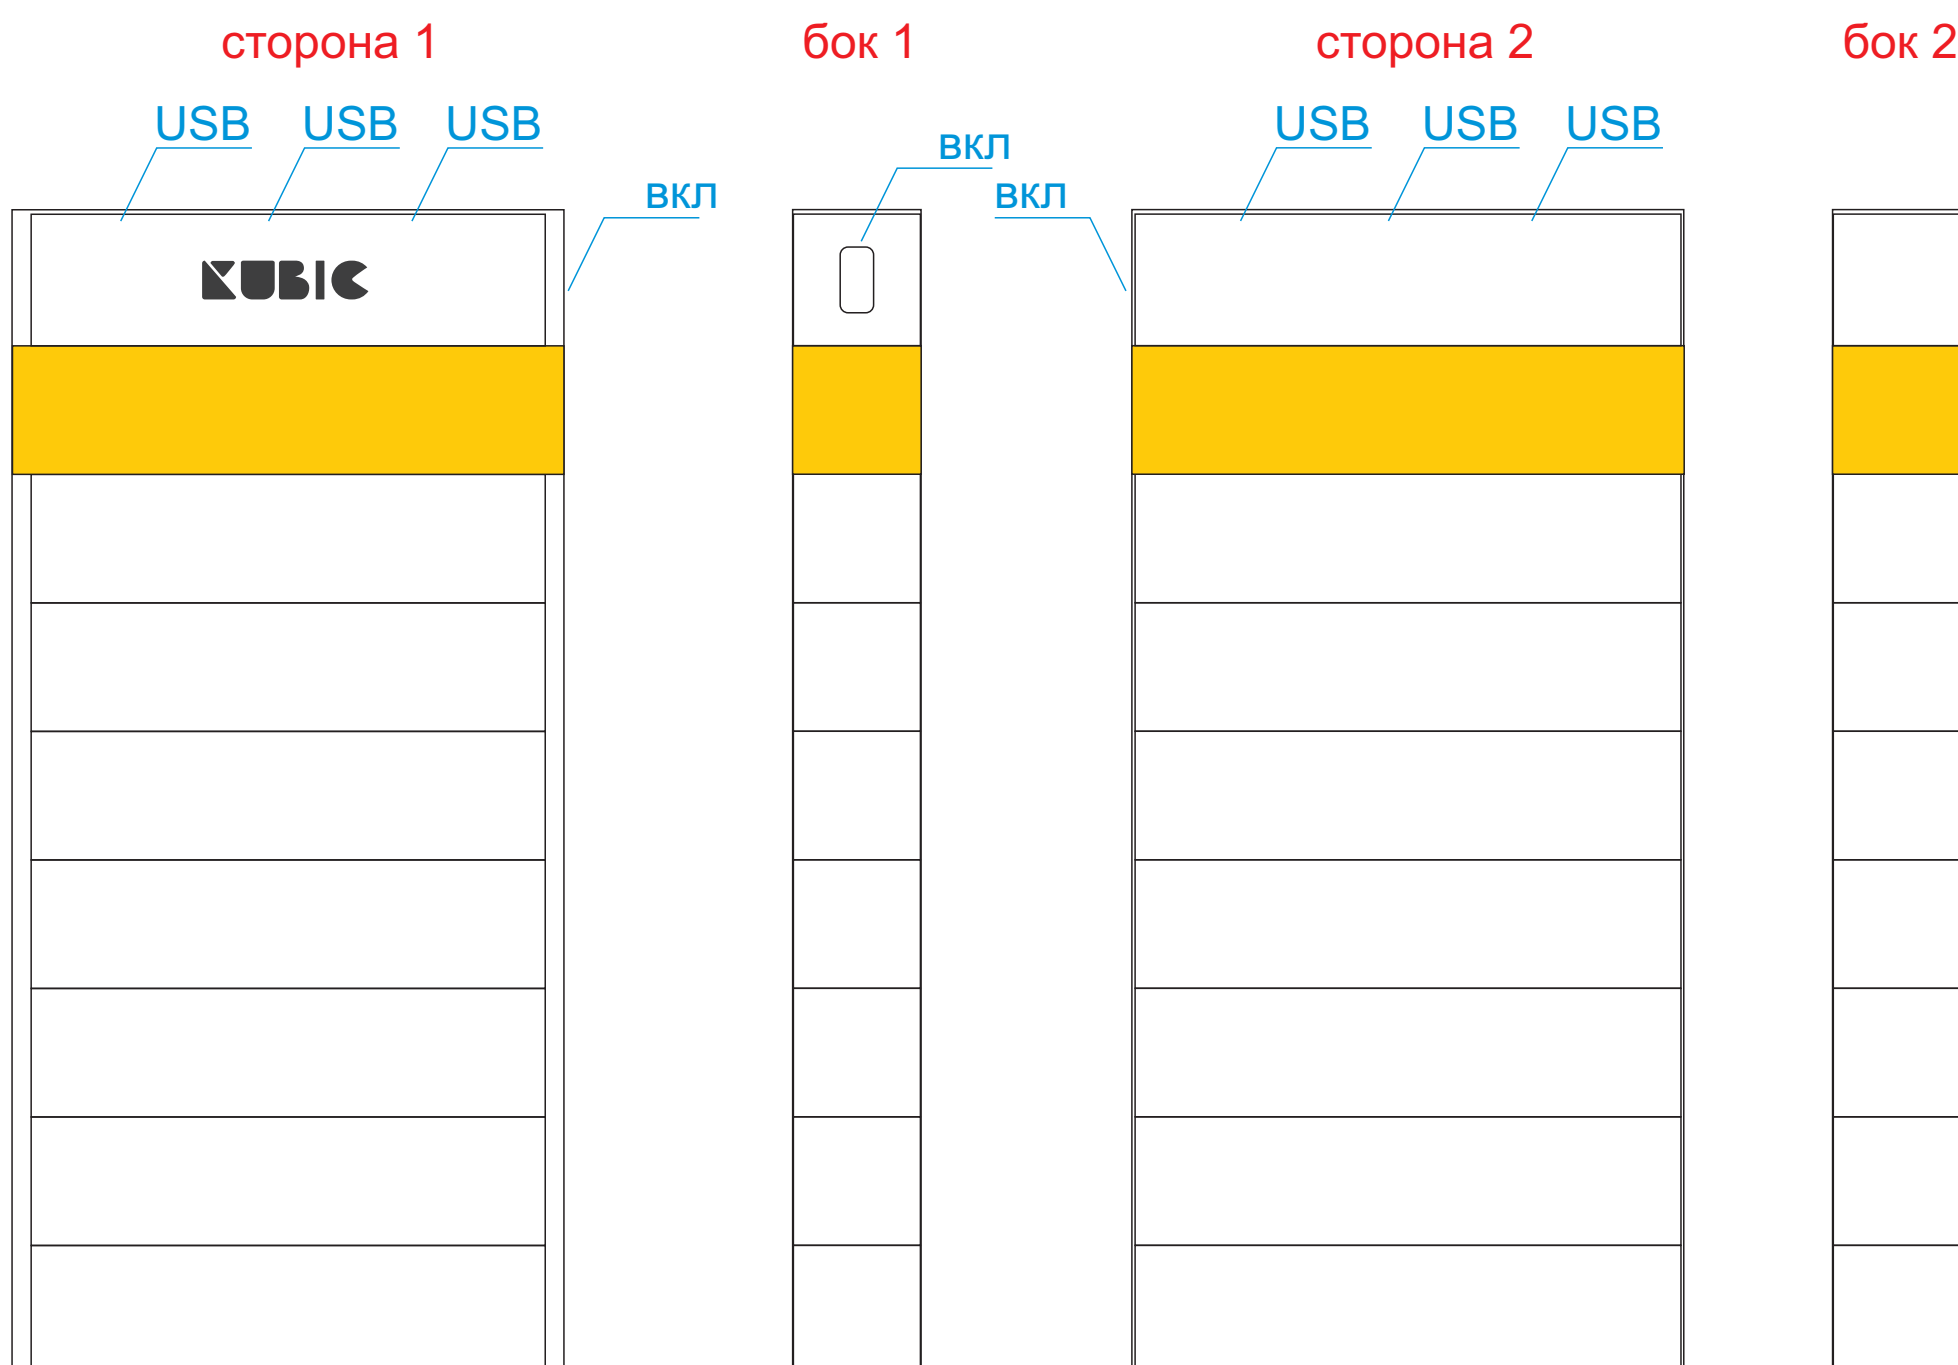 сторона 1
бок 1
сторона 2
бок 2
USB USB USB
вкл
вкл
вкл
USB USB USB
KUBIC